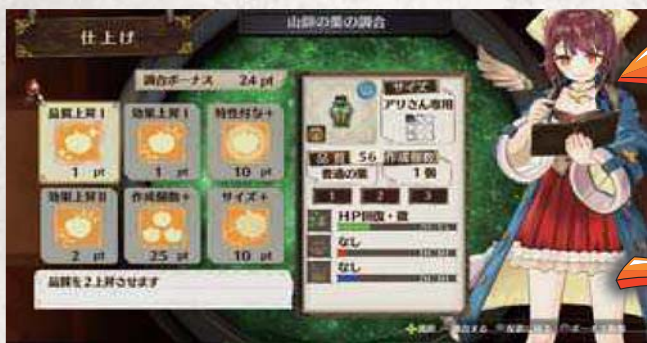 山師の薬の調合
仕上げ
調合ボーナス 24 pt
品質上昇Ⅰ
1 pt
効果上昇Ⅰ
1 pt
特性付加+
10 pt
効果上昇Ⅱ
2 pt
作成個数+
25 pt
サイズ+
10 pt
品質を2上昇させます
サイズ
アリさん専用
品質 56
普通の薬
作成個数
1 個
1 2 3
HP回復・微
なし
なし